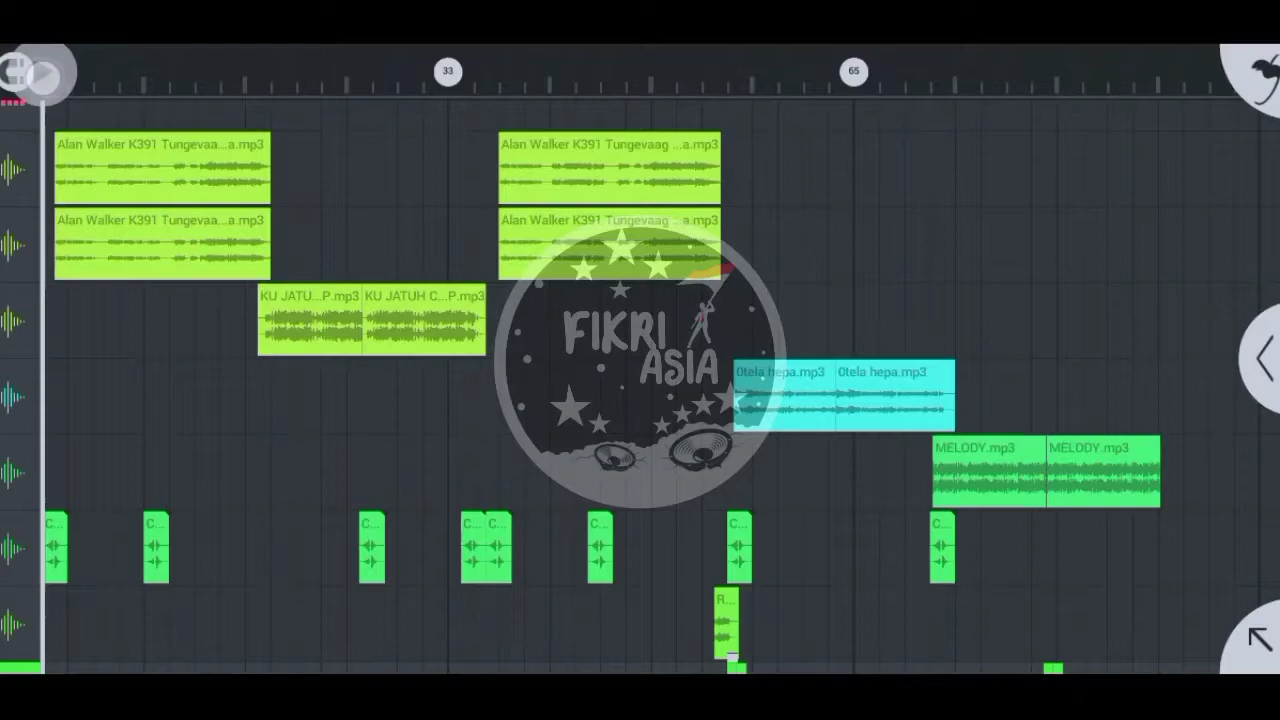 33
65
Alan Walker K391 Tungevaa...a.mp3
Alan Walker K391 Tungevaag ...a.mp3
Alan Walker K391 Tungevaa...a.mp3
Alan Walker K391 Tungevaag ...a.mp3
KU JATU...P.mp3
KU JATUH C...P.mp3
FIKRI
ASIA
0tela hepa.mp3
0tela hepa.mp3
MELODY.mp3
MELODY.mp3
C...
C...
C...
C...
C...
C...
C...
C...
R...